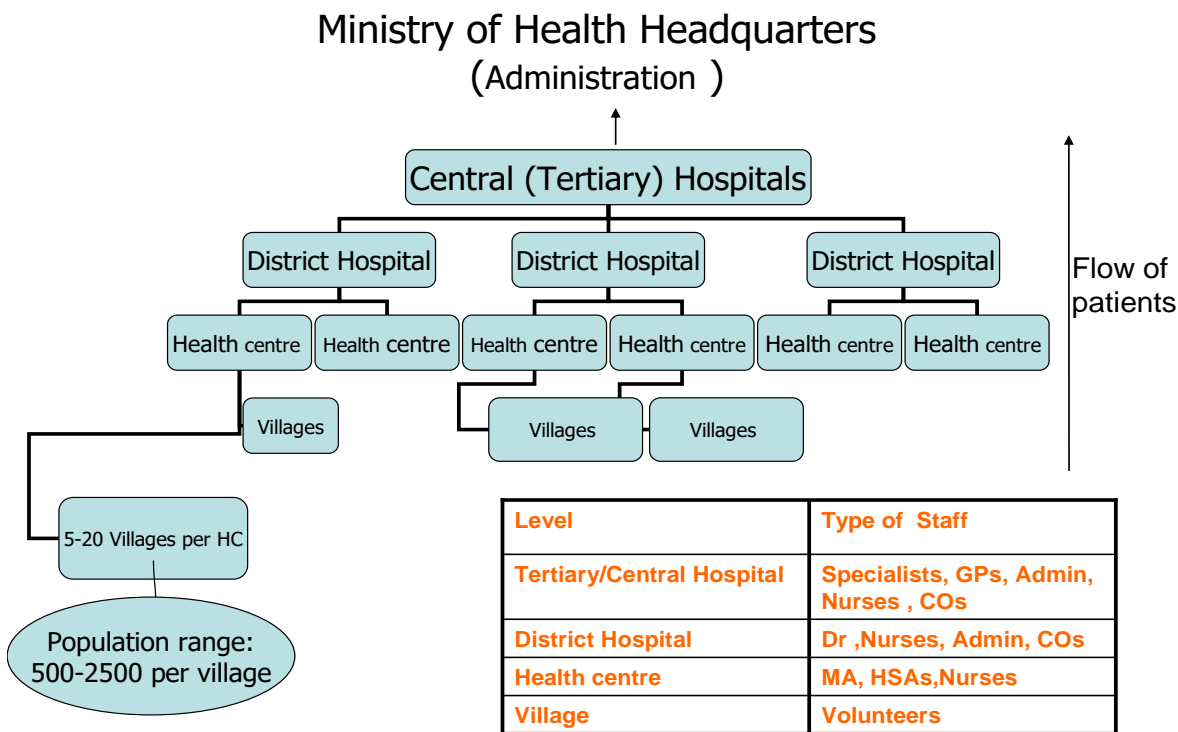 Ministry of Health Headquarters
(Administration )
Central (Tertiary) Hospitals
District Hospital
District Hospital
District Hospital
Flow of
patients
Health centre
Health centre
Health centre
Health centre
Health centre
Health centre
Villages
Villages
Villages
5-20 Villages per HC
Population range:
500-2500 per village
Level
Type of Staff
Tertiary/Central Hospital
Specialists, GPs, Admin,
Nurses , COs
District Hospital
Dr ,Nurses, Admin, COs
Health centre
MA, HSAs,Nurses
Village
Volunteers